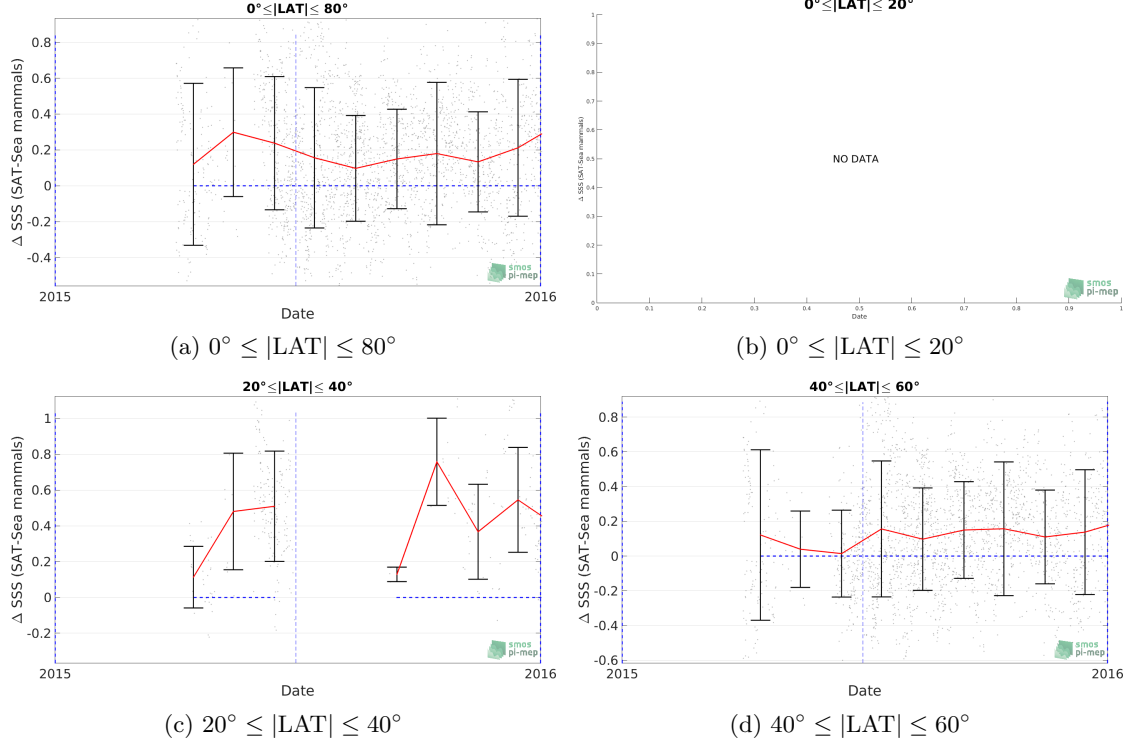 0°≤|LAT|≤ 80°
Δ SSS (SAT-Sea mammals)
0.8
0.6
0.4
0.2
0
-0.2
-0.4
2015
2016
Date
smos
pi-mep
(a) 0° ≤ |LAT| ≤ 80°
0°≤|LAT|≤ 20°
Δ SSS (SAT-Sea mammals)
1
0.9
0.8
0.7
0.6
0.5
0.4
0.3
0.2
0.1
0
NO DATA
0 0.1 0.2 0.3 0.4 0.5 0.6 0.7 0.8 0.9 1
Date
smos
pi-mep
(b) 0° ≤ |LAT| ≤ 20°
20°≤|LAT|≤ 40°
Δ SSS (SAT-Sea mammals)
1
0.8
0.6
0.4
0.2
0
-0.2
2015
2016
Date
smos
pi-mep
(c) 20° ≤ |LAT| ≤ 40°
40°≤|LAT|≤ 60°
Δ SSS (SAT-Sea mammals)
0.8
0.6
0.4
0.2
0
-0.2
-0.4
-0.6
2015
2016
Date
smos
pi-mep
(d) 40° ≤ |LAT| ≤ 60°